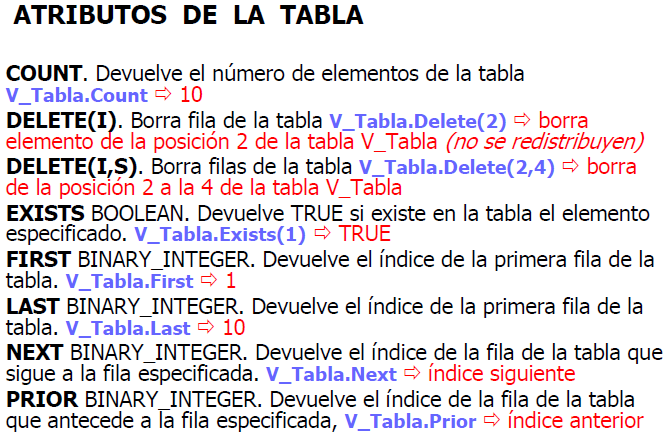 ATRIBUTOS DE LA TABLA
COUNT. Devuelve el número de elementos de la tabla
V_Tabla.Count ⇨ 10
DELETE(I). Borra fila de la tabla V_Tabla.Delete(2) ⇨ borra
elemento de la posición 2 de la tabla V_Tabla (no se redistribuyen)
DELETE(I,S). Borra filas de la tabla V_Tabla.Delete(2,4) ⇨ borra
de la posición 2 a la 4 de la tabla V_Tabla
EXISTS BOOLEAN. Devuelve TRUE si existe en la tabla el elemento
especificado. V_Tabla.Exists(1) ⇨ TRUE
FIRST BINARY_INTEGER. Devuelve el índice de la primera fila de la
tabla. V_Tabla.First ⇨ 1
LAST BINARY_INTEGER. Devuelve el índice de la primera fila de la
tabla. V_Tabla.Last ⇨ 10
NEXT BINARY_INTEGER. Devuelve el índice de la fila de la tabla que
sigue a la fila especificada. V_Tabla.Next ⇨ índice siguiente
PRIOR BINARY_INTEGER. Devuelve el índice de la fila de la tabla
que antecede a la fila especificada, V_Tabla.Prior ⇨ índice anterior